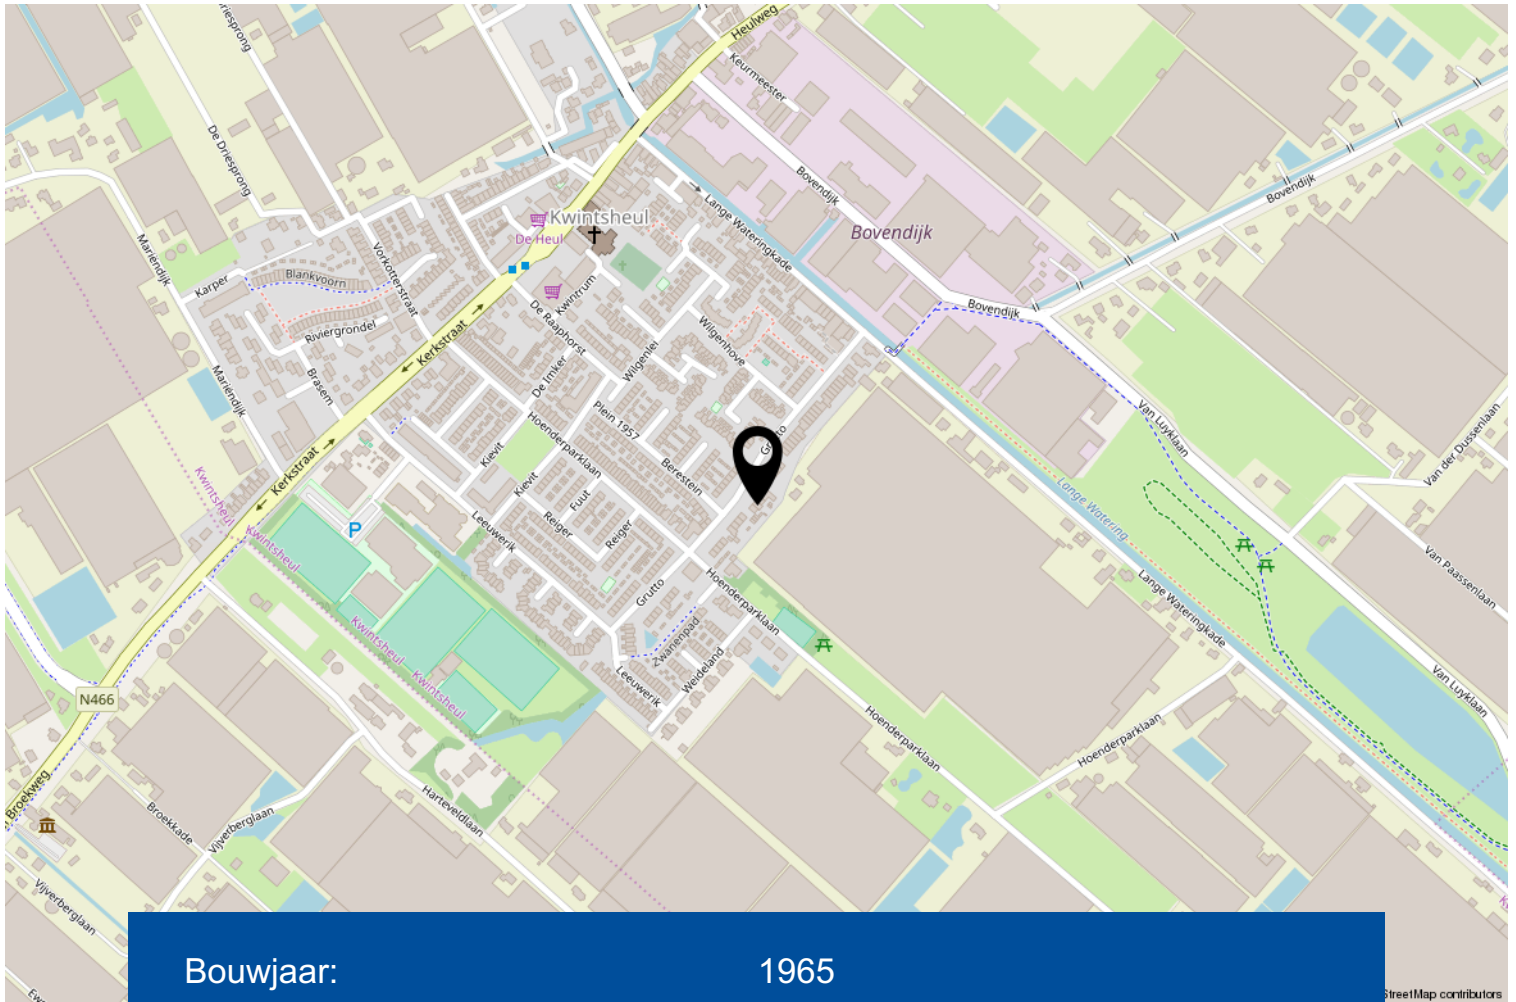 Driesprong
Heulweg
Keurmeester
De Driesprong
Bovendijk
Bovendijk
Lange Wateringkade
Bovendijk
Kwintsheul
De Heul
Mariëndijk
Karper
Blankvoorn
Vorkotterstraat
Kwintrum
De Raaphorst
Riviergrondel
Kerkstraat
Wilgenhove
Wilgenlei
De Imker
Bovendijk
Mariëndijk
Brasem
Plein 1957
Hoenderparklaan
Kievit
Berestein
Van Luyklaan
Van der Dussenlaan
Kerkstraat
Kwintsheul
Kievit
Fuut
Reiger
Reiger
Leeuwerik
Lange Watering
P
Kwintsheul
Grutto
Hoenderparklaan
Van Paassenlaan
Lange Wateringkade
Kwintsheul
Zwanenpad
Weideland
Leeuwerik
Kwintsheul
N466
Van Luyklaan
Hoenderparklaan
Hoenderparklaan
Broekweg
Broekkade
Vijverberglaan
Harteveldlaan
Vijverberglaan
Bouwjaar: 1965
StreetMap contributors